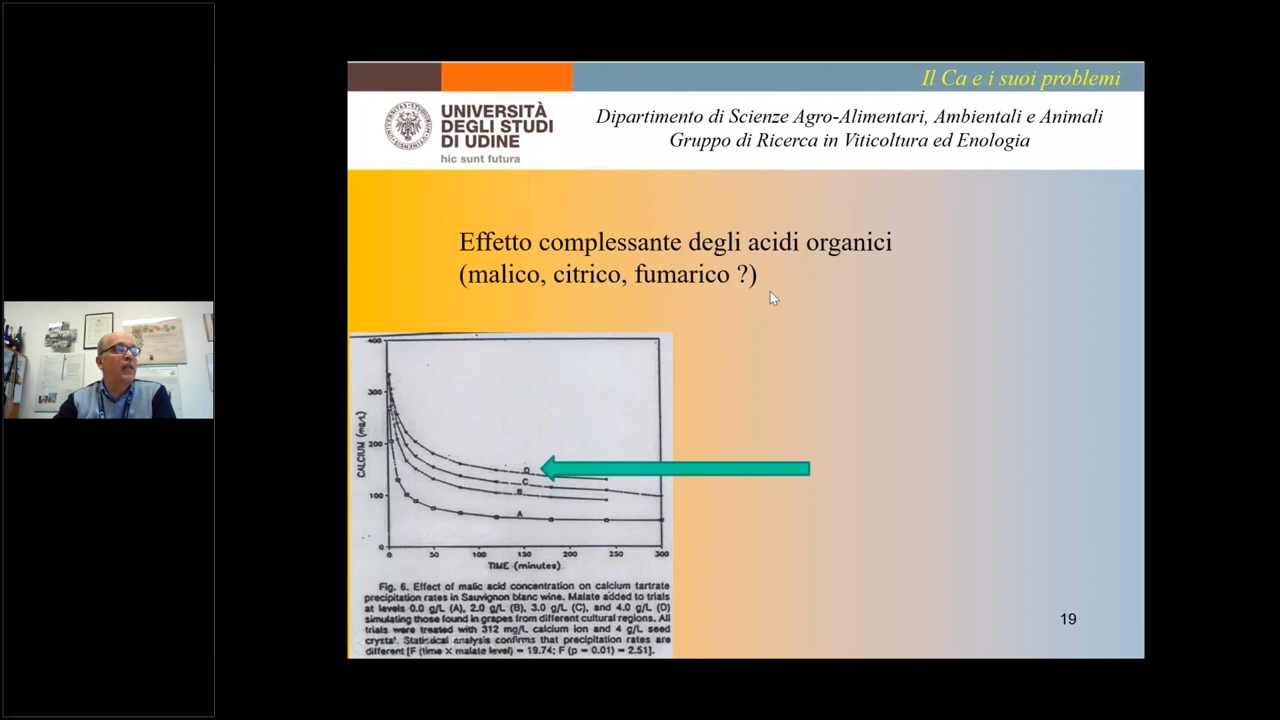 Il Ca e i suoi problemi
UNIVERSITÀ
DEGLI STUDI
DI UDINE
hic sunt futura
Dipartimento di Scienze Agro-Alimentari, Ambientali e Animali
Gruppo di Ricerca in Viticoltura ed Enologia
Effetto complessante degli acidi organici
(malico, citrico, fumarico ?)
400
300
200
100
0
CALCIUM (mg/L)
D
C
B
A
0 50 100 150 200 250 300
TIME (minutes)
Fig. 6. Effect of malic acid concentration on calcium tartrate
precipitation rates in Sauvignon blanc wine. Malate added to trials
at levels 0.0 g/L (A), 2.0 g/L (B), 3.0 g/L (C), and 4.0 g/L (D)
simulating those found in grapes from different cultural regions. All
trials were treated with 312 mg/L calcium ion and 4 g/L seed
crystal. Statistical analysis confirms that precipitation rates are
different [F (time X malate level) = 19.74; F (p = 0.01) = 2.51].
19